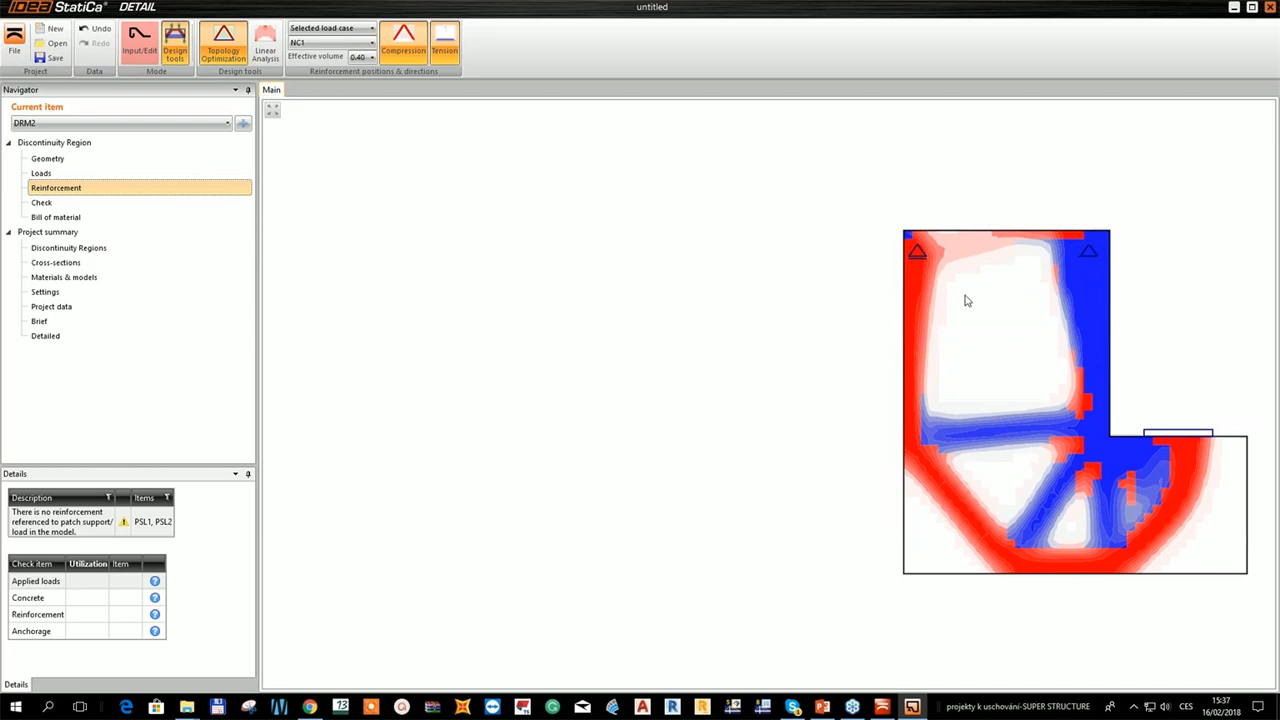 IDEA StatiCa DETAIL
untitled
File
New
Open
Save
Project
Undo
Redo
Data
Input/Edit
Design
tools
Mode
Topology
Optimization
Linear
Analysis
Design tools
Selected load case
NC1
Effective volume 0.40
Compression
Tension
Reinforcement positions & directions
Navigator
Current item
DRM2
Discontinuity Region
Geometry
Loads
Reinforcement
Check
Bill of material
Project summary
Discontinuity Regions
Cross-sections
Materials & models
Settings
Project data
Brief
Detailed
Main
Details
Description Items
There is no reinforcement
referenced to patch support/
load in the model.
PSL1, PSL2
Check item Utilization Item
Applied loads
Concrete
Reinforcement
Anchorage
Details
projekty k uschování-SUPER STRUCTURE
CES
15:37
16/02/2018